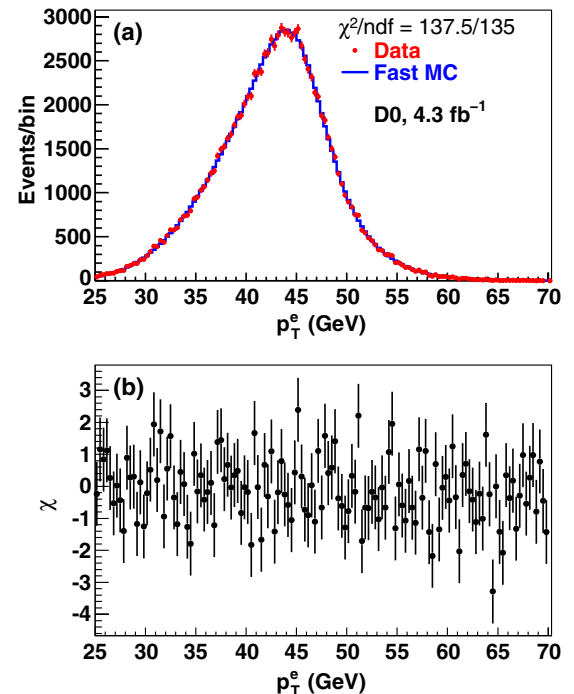 (a)
χ²/ndf = 137.5/135
Data
Fast MC
D0, 4.3 fb⁻¹
Events/bin
3000
2500
2000
1500
1000
500
0
25 30 35 40 45 50 55 60 65 70
p_T^e (GeV)
(b)
χ
3
2
1
0
-1
-2
-3
-4
25 30 35 40 45 50 55 60 65 70
p_T^e (GeV)